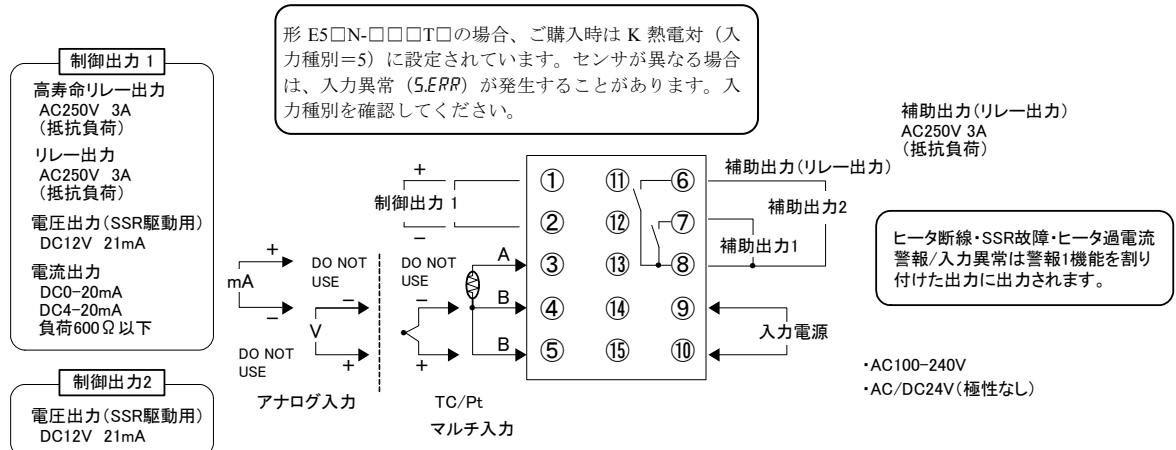 制御出力 1
高寿命リレー出力
AC250V 3A
(抵抗負荷)
リレー出力
AC250V 3A
(抵抗負荷)
電圧出力(SSR駆動用)
DC12V 21mA
電流出力
DC0-20mA
DC4-20mA
負荷600Ω以下
制御出力2
電圧出力(SSR駆動用)
DC12V 21mA
形 E5□N-□□□T□の場合、ご購入時は K 熱電対（入
力種別＝5）に設定されています。センサが異なる場合
は、入力異常（S.ERR）が発生することがあります。入
力種別を確認してください。
+
制御出力 1
−
+
mA
−
DO NOT
USE
−
V
+
DO NOT
USE
アナログ入力
DO NOT
USE
−
+
A
B
B
TC/Pt
マルチ入力
① ⑪ ⑥
② ⑫ ⑦
③ ⑬ ⑧
④ ⑭ ⑨
⑤ ⑮ ⑩
補助出力(リレー出力)
補助出力2
補助出力1
入力電源
補助出力(リレー出力)
AC250V 3A
(抵抗負荷)
ヒータ断線・SSR故障・ヒータ過電流
警報/入力異常は警報1機能を割り
付けた出力に出力されます。
・AC100-240V
・AC/DC24V(極性なし)